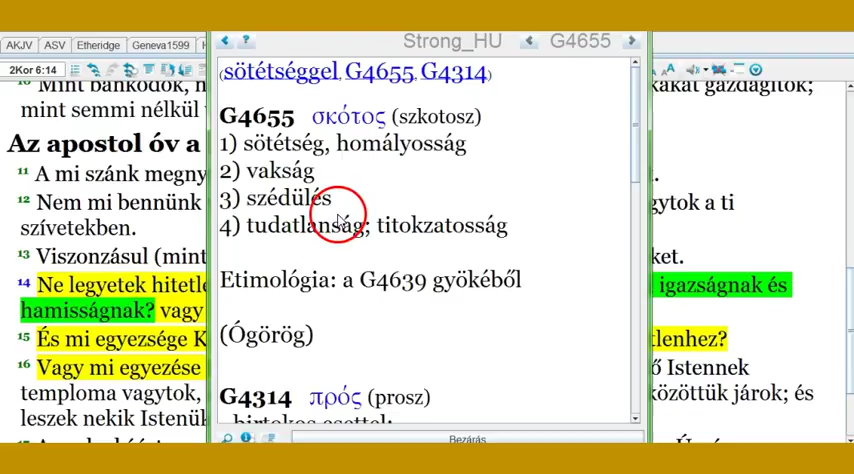 Strong_HU G4655
AKJV ASV Etheridge Geneva1599
2Kor 6:14
(sötétséggel, G4655, G4314)
G4655 σκότος (szkotosz)
1) sötétség, homályosság
2) vakság
3) szédülés
4) tudatlanság; titokzatosság
Etimológia: a G4639 gyökéből
(Ógörög)
G4314 πρός (prosz)
birtokos esettel:
Bezárás
mint semmi nélkül
Az apostol óv a
11 A mi szánk megny
12 Nem mi bennünk gytok a ti
szívetekben.
13 Viszonzásul (mint ket.
14 Ne legyetek hitetle igazságnak és
hamisságnak? vagy
15 És mi egyezsége K tlenhez?
16 Vagy mi egyezése ő Istennek
temploma vagytok, közöttük járok; és
leszek nekik Istenük